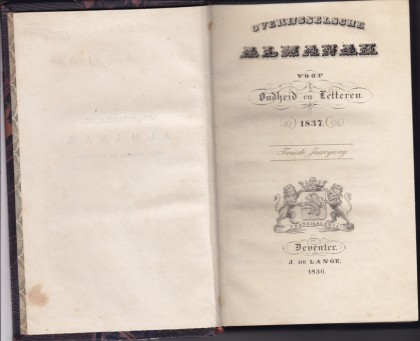 OVERIJSSELSCHE
ALMANAK
VOOR
Oudheid en Letteren.
1837.
Tweede Jaargang
Deventer,
J. DE LANGE.
1836.